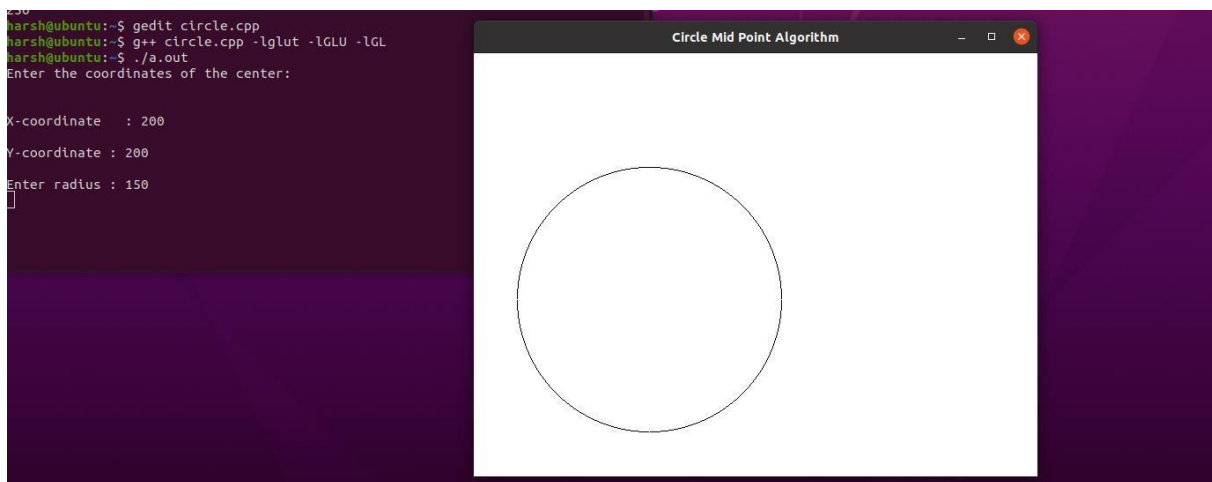 230
harsh@ubuntu:~$ gedit circle.cpp
harsh@ubuntu:~$ g++ circle.cpp -lglut -lGLU -lGL
harsh@ubuntu:~$ ./a.out
Enter the coordinates of the center:
X-coordinate   : 200
Y-coordinate : 200
Enter radius : 150
Circle Mid Point Algorithm